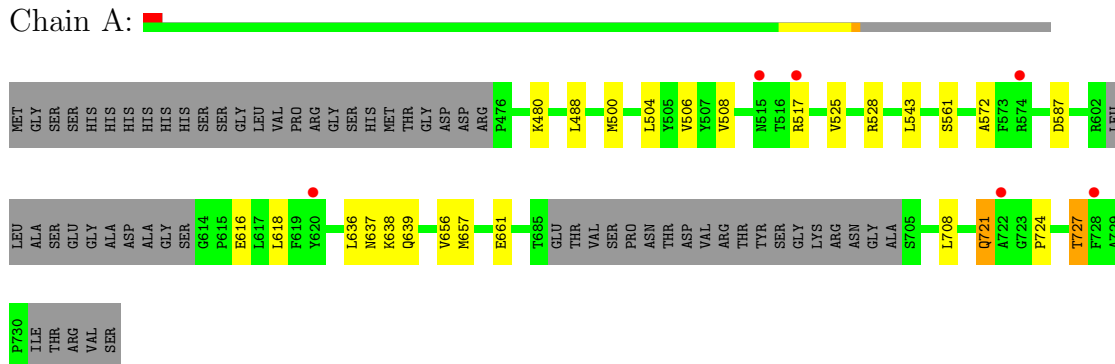 Chain A:
MET GLY SER SER HIS HIS HIS HIS HIS HIS SER SER GLY LEU VAL PRO ARG GLY SER HIS MET THR GLY ASP ASP ARG P476 K480 L488 M500 L504 Y505 V506 Y507 V508 N515 T516 R517 V525 R528 L543 S561 A572 F573 R574 D587 R602 LEU
LEU ALA SER GLU GLY ALA ASP ALA GLY SER G614 P615 E616 L617 L618 F619 Y620 L636 N637 K638 Q639 V656 M657 E661 T685 GLU THR VAL SER PRO ASN THR ASP VAL ARG THR TYR SER GLY LYS ARG ASN GLY ALA S705 L708 Q721 A722 G723 P724 T727 F728 A729
P730 ILE THR ARG VAL SER